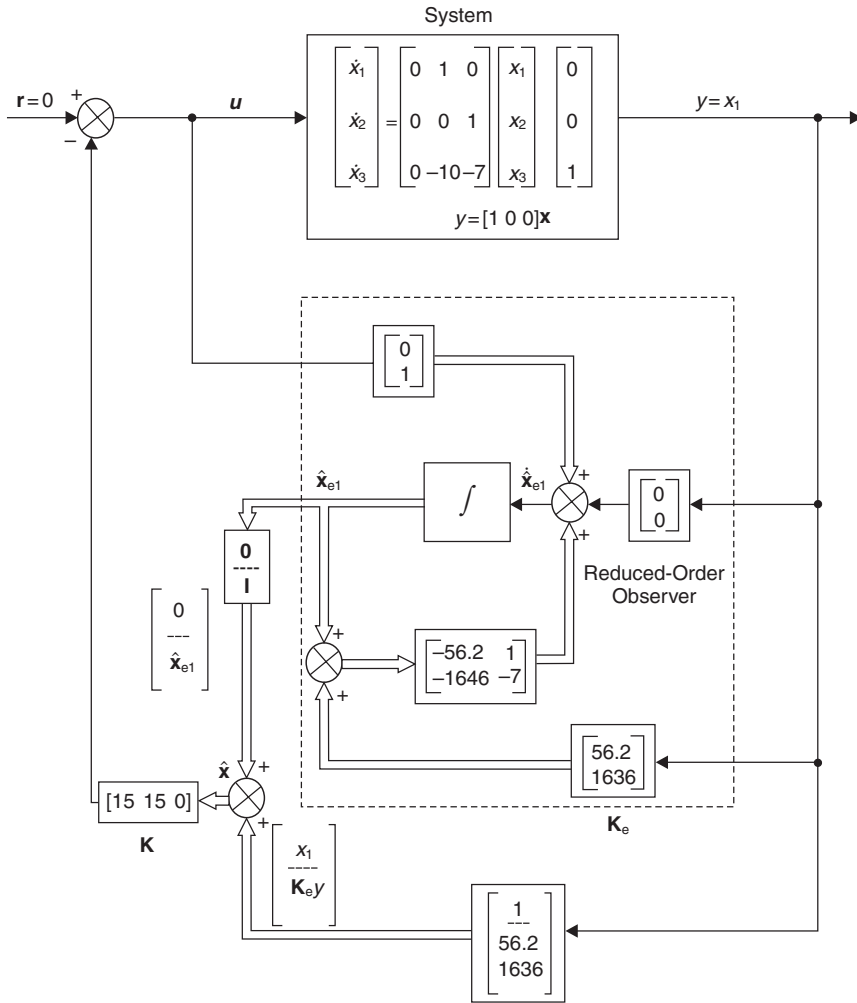 System
ẋ1 0 1 0 x1 0
ẋ2 = 0 0 1 x2 0
ẋ3 0 −10 −7 x3 1
y=[1 0 0]x
r=0
+
−
u
y=x1
0
1
+
x̂e1
∫
x̂̇e1
0
0
+
0
----
I
Reduced-Order
Observer
0
---
x̂e1
+
−56.2 1
−1646 −7
+
56.2
1636
Ke
x̂
+
[15 15 0]
K
+
x1
----
Ke y
1
---
56.2
1636